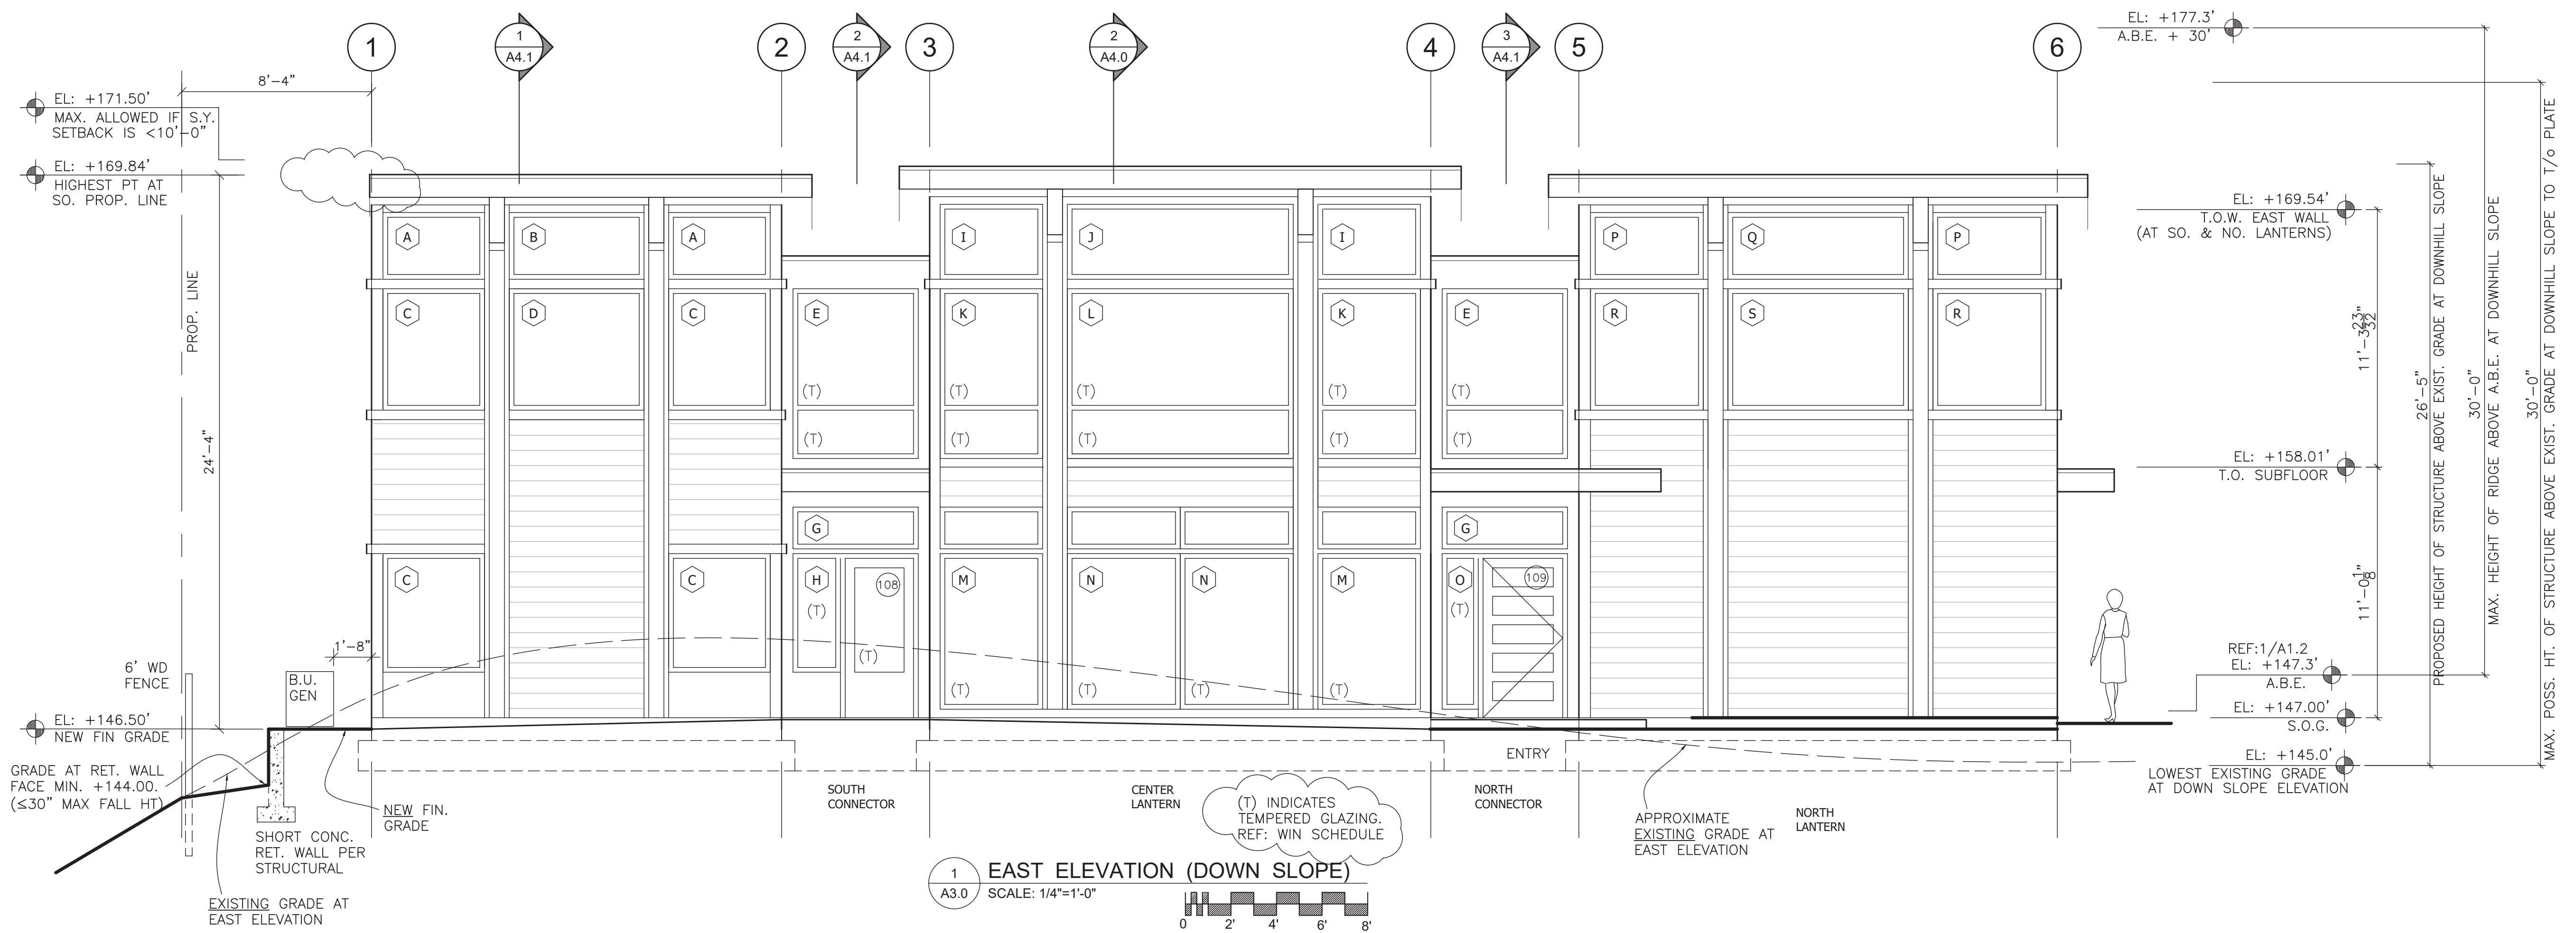 1
1
A4.1
2
2
A4.1
3
2
A4.0
4
3
A4.1
5
6
EL: +177.3'
A.B.E. + 30'
8'-4"
EL: +171.50'
MAX. ALLOWED IF S.Y.
SETBACK IS <10'-0"
EL: +169.84'
HIGHEST PT AT
SO. PROP. LINE
PROP. LINE
24'-4"
A
B
A
I
J
I
P
Q
P
C
D
C
E
K
L
K
E
R
S
R
(T)
(T)
(T)
(T)
(T)
(T)
(T)
(T)
(T)
(T)
G
G
C
C
H
108
M
N
N
M
O
109
(T)
(T)
(T)
(T)
(T)
(T)
(T)
1'-8"
6' WD
FENCE
B.U.
GEN
EL: +146.50'
NEW FIN GRADE
GRADE AT RET. WALL
FACE MIN. +144.00.
(≤30" MAX FALL HT)
NEW FIN.
GRADE
SHORT CONC.
RET. WALL PER
STRUCTURAL
EXISTING GRADE AT
EAST ELEVATION
SOUTH
CONNECTOR
CENTER
LANTERN
ENTRY
NORTH
CONNECTOR
(T) INDICATES
TEMPERED GLAZING.
REF: WIN SCHEDULE
APPROXIMATE
EXISTING GRADE AT
EAST ELEVATION
NORTH
LANTERN
EL: +169.54'
T.O.W. EAST WALL
(AT SO. & NO. LANTERNS)
11'-3 23/32"
EL: +158.01'
T.O. SUBFLOOR
11'-0 1/8"
REF:1/A1.2
EL: +147.3'
A.B.E.
EL: +147.00'
S.O.G.
EL: +145.0'
LOWEST EXISTING GRADE
AT DOWN SLOPE ELEVATION
26'-5"
PROPOSED HEIGHT OF STRUCTURE ABOVE EXIST. GRADE AT DOWNHILL SLOPE
30'-0"
MAX. HEIGHT OF RIDGE ABOVE A.B.E. AT DOWNHILL SLOPE
30'-0"
MAX. POSS. HT. OF STRUCTURE ABOVE EXIST. GRADE AT DOWNHILL SLOPE TO T/o PLATE
1
A3.0
EAST ELEVATION (DOWN SLOPE)
SCALE: 1/4"=1'-0"
0 2' 4' 6' 8'